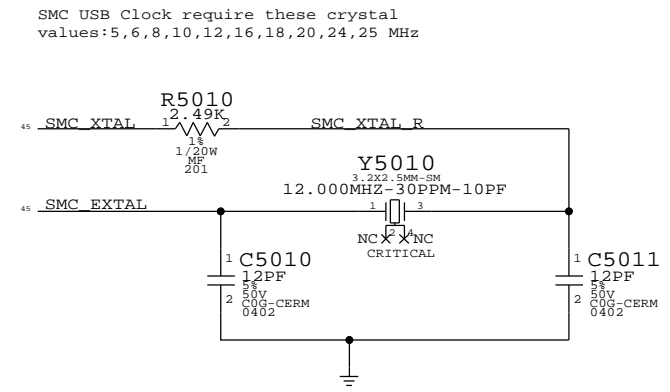 SMC USB Clock require these crystal
values:5,6,8,10,12,16,18,20,24,25 MHz
R5010
2.49K
45 SMC_XTAL 1 2 SMC_XTAL_R
1%
1/20W
MF
201
Y5010
3.2X2.5MM-SM
12.000MHZ-30PPM-10PF
45 SMC_EXTAL 1 3
NC 2 4 NC
CRITICAL
1 C5010
12PF
5%
2 50V
C0G-CERM
0402
1 C5011
12PF
5%
2 50V
C0G-CERM
0402